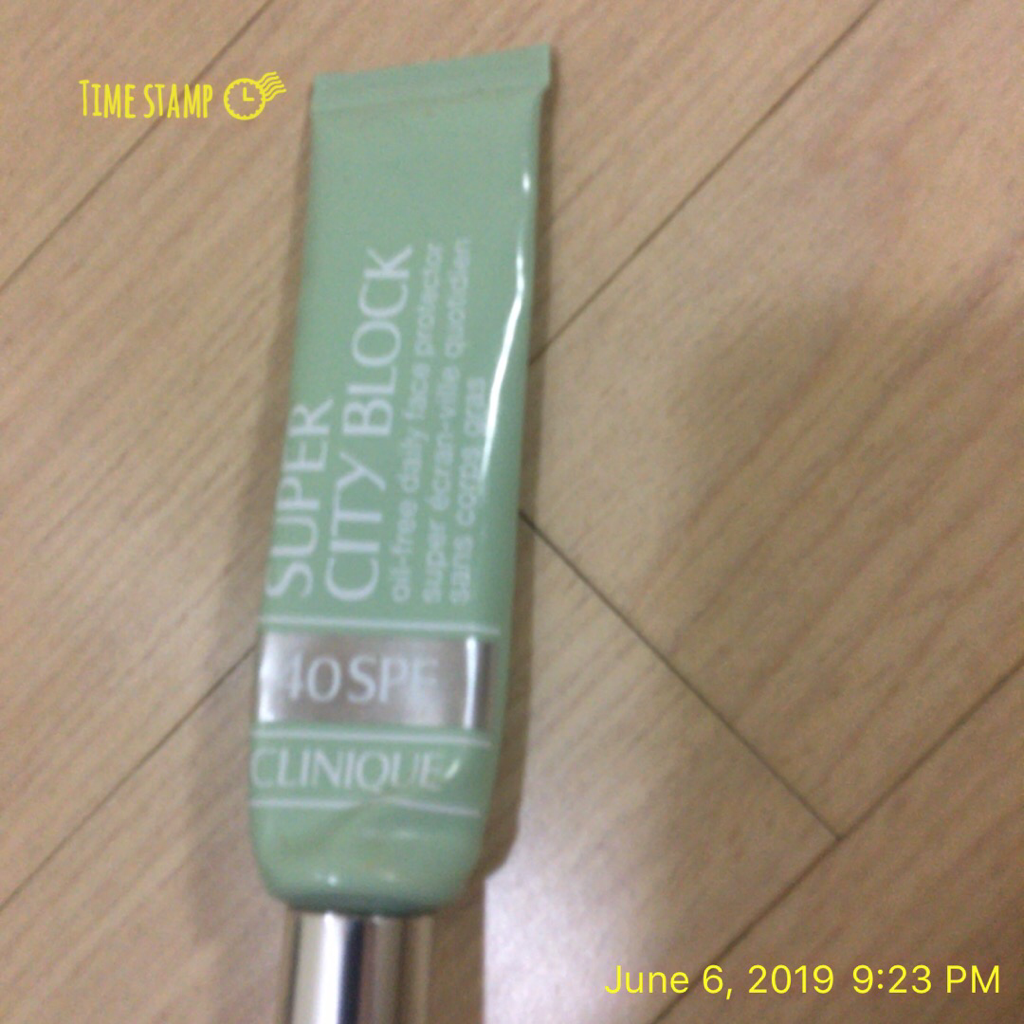 TIME STAMP
SUPER
CITY BLOCK
oil-free daily face protector
super écran-ville quotidien
sans corps gras
40 SPF
CLINIQUE
June 6, 2019 9:23 PM